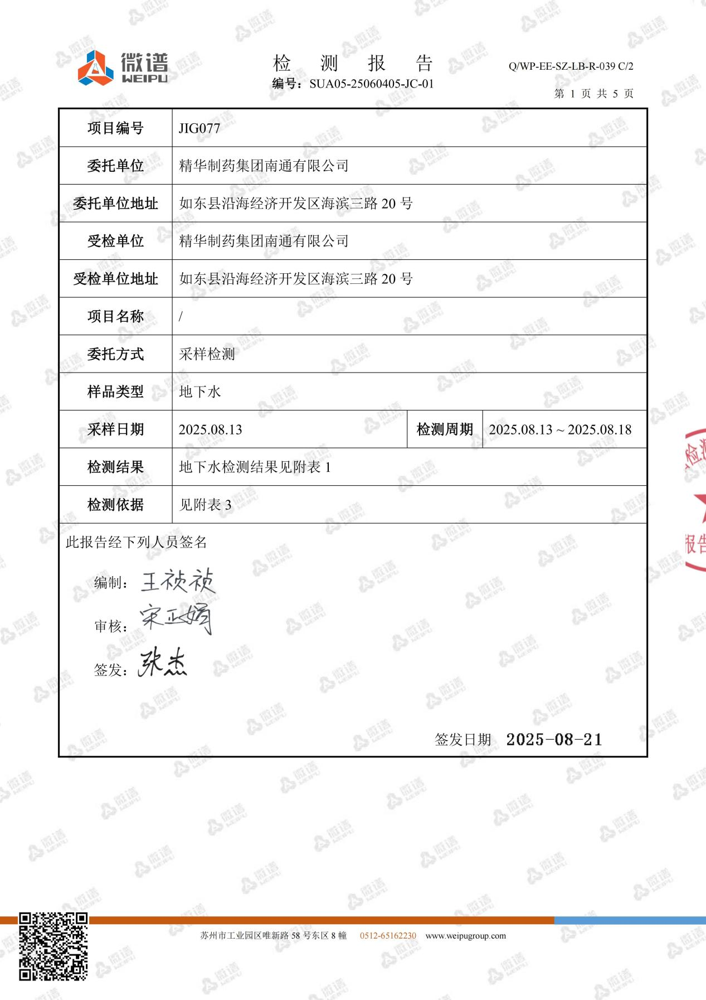 微谱
WEIPU
检测报告
Q/WP-EE-SZ-LB-R-039 C/2
编号：SUA05-25060405-JC-01
第 1 页 共 5 页
项目编号 JIG077
委托单位 精华制药集团南通有限公司
委托单位地址 如东县沿海经济开发区海滨三路 20 号
受检单位 精华制药集团南通有限公司
受检单位地址 如东县沿海经济开发区海滨三路 20 号
项目名称 /
委托方式 采样检测
样品类型 地下水
采样日期 2025.08.13 检测周期 2025.08.13 ~ 2025.08.18
检测结果 地下水检测结果见附表 1
检测依据 见附表 3
此报告经下列人员签名
编制：王祯祯
审核：宋正娟
签发：张杰
签发日期 2025-08-21
检测
报告
苏州市工业园区唯新路 58 号东区 8 幢 0512-65162230 www.weipugroup.com